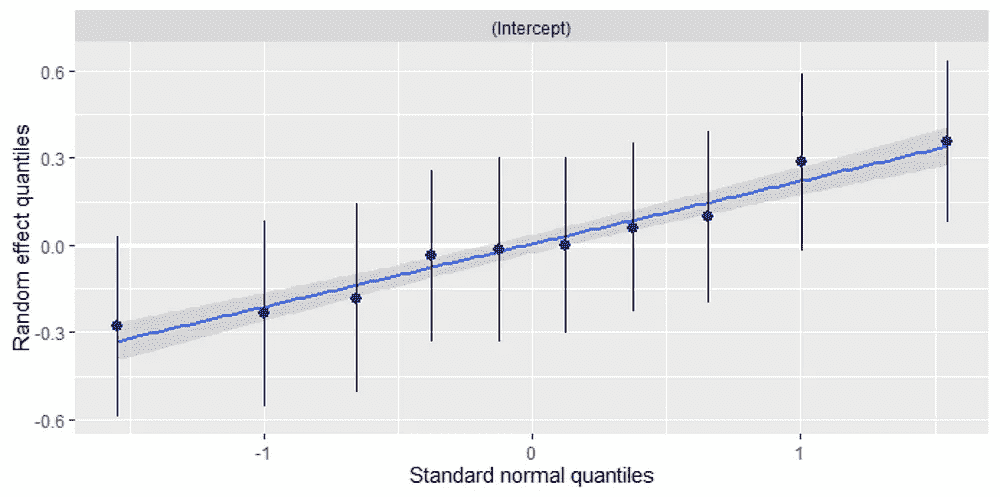 (Intercept)
0.6
0.3
0.0
-0.3
-0.6
Random effect quantiles
-1
0
1
Standard normal quantiles